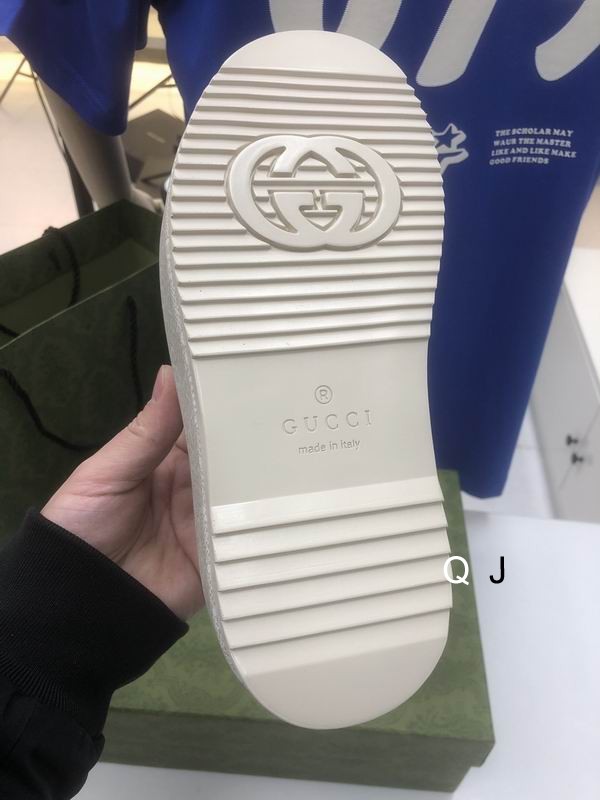 THE SCHOLAR MAY
WAUR THE MASTER
LIKE AND LIKE MAKE
GOOD FRIENDS
®
GUCCI
made in italy
Q J